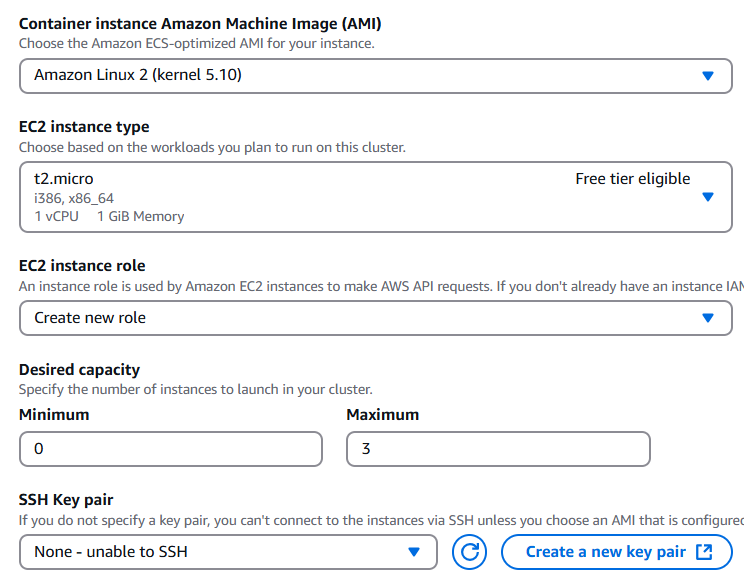 Container instance Amazon Machine Image (AMI)
Choose the Amazon ECS-optimized AMI for your instance.
Amazon Linux 2 (kernel 5.10)
EC2 instance type
Choose based on the workloads you plan to run on this cluster.
t2.micro Free tier eligible
i386, x86_64
1 vCPU 1 GiB Memory
EC2 instance role
An instance role is used by Amazon EC2 instances to make AWS API requests. If you don't already have an instance IAM
Create new role
Desired capacity
Specify the number of instances to launch in your cluster.
Minimum Maximum
0 3
SSH Key pair
If you do not specify a key pair, you can't connect to the instances via SSH unless you choose an AMI that is configured
None - unable to SSH Create a new key pair